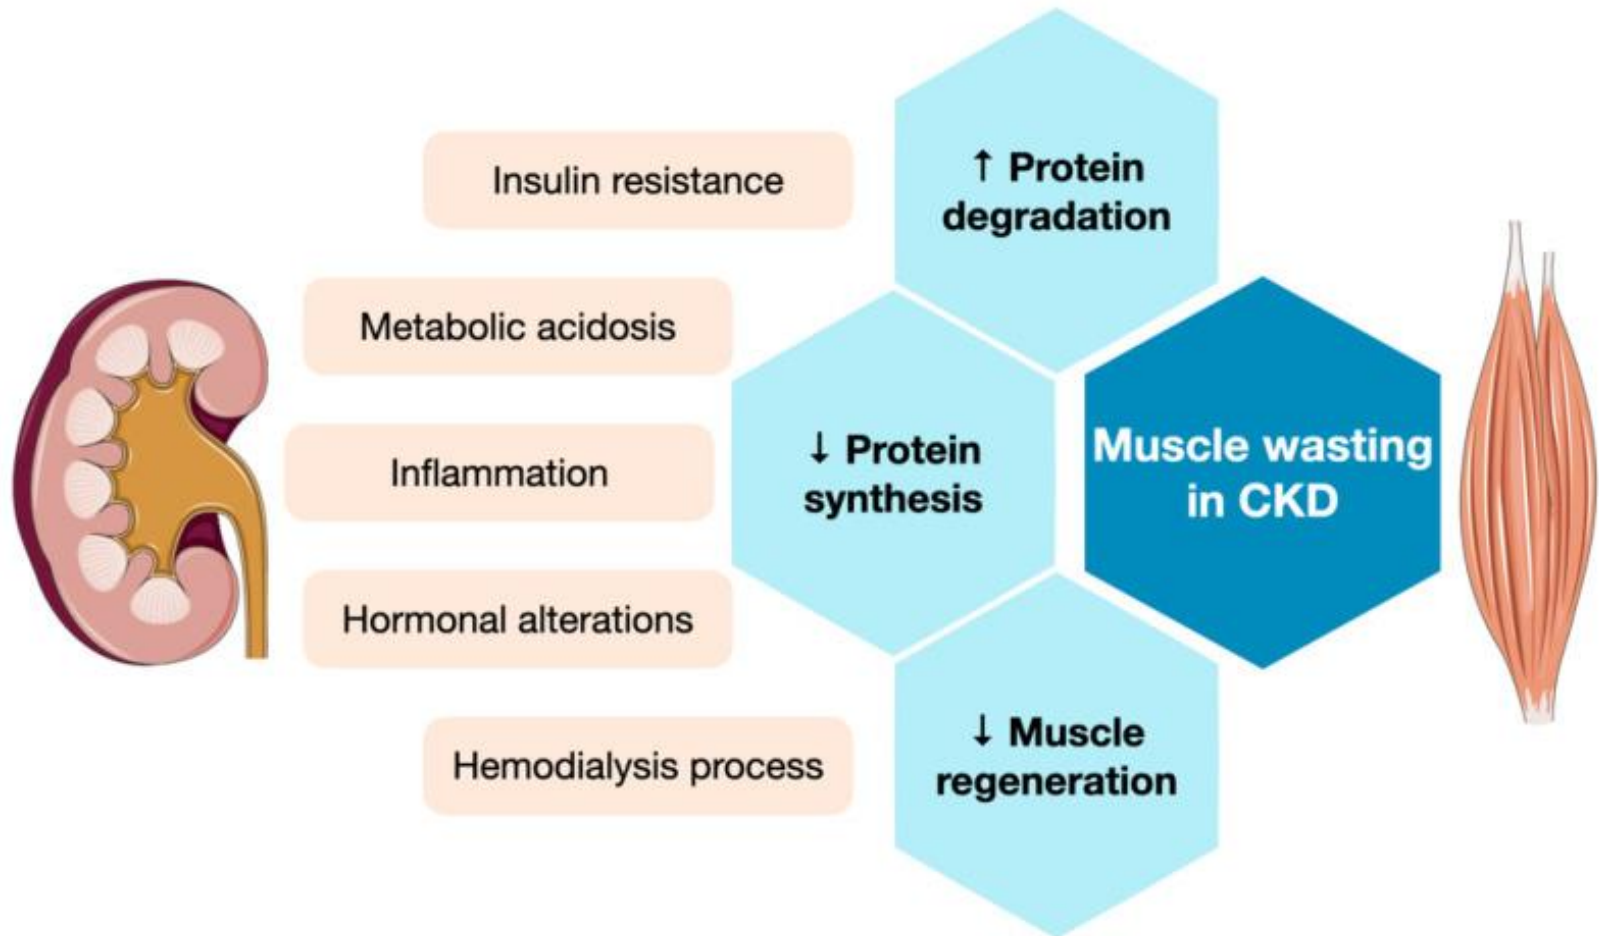 Insulin resistance
Metabolic acidosis
Inflammation
Hormonal alterations
Hemodialysis process
↑ Protein
degradation
↓ Protein
synthesis
↓ Muscle
regeneration
Muscle wasting
in CKD